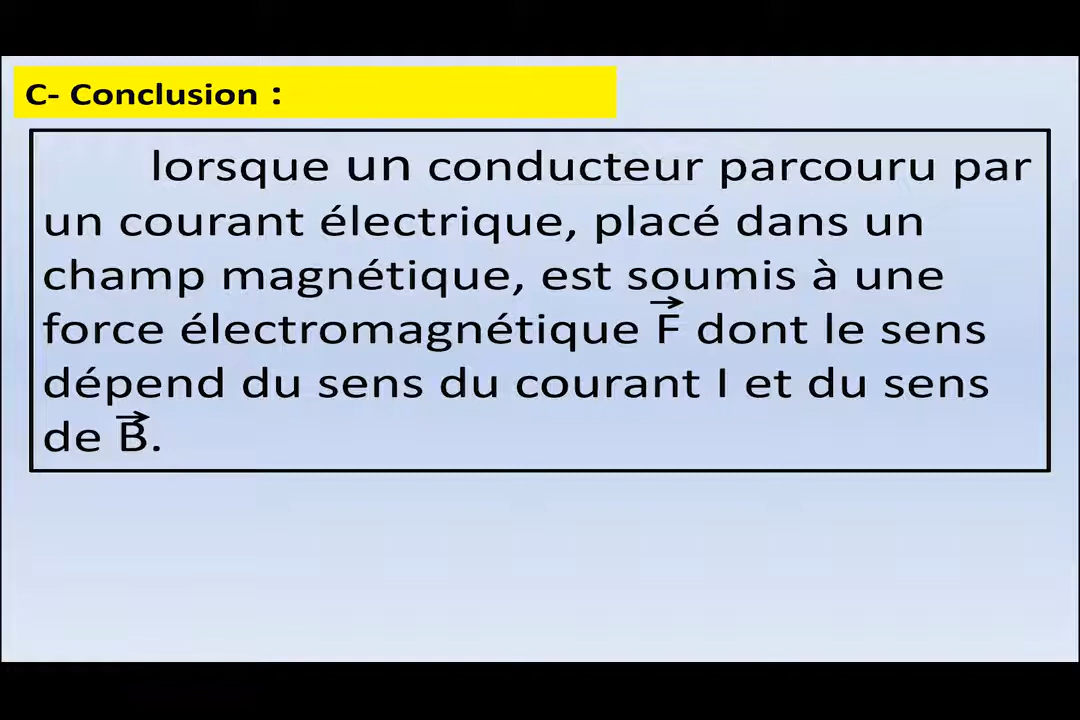 C- Conclusion :
lorsque un conducteur parcouru par
un courant électrique, placé dans un
champ magnétique, est soumis à une
force électromagnétique F⃗ dont le sens
dépend du sens du courant I et du sens
de B⃗.